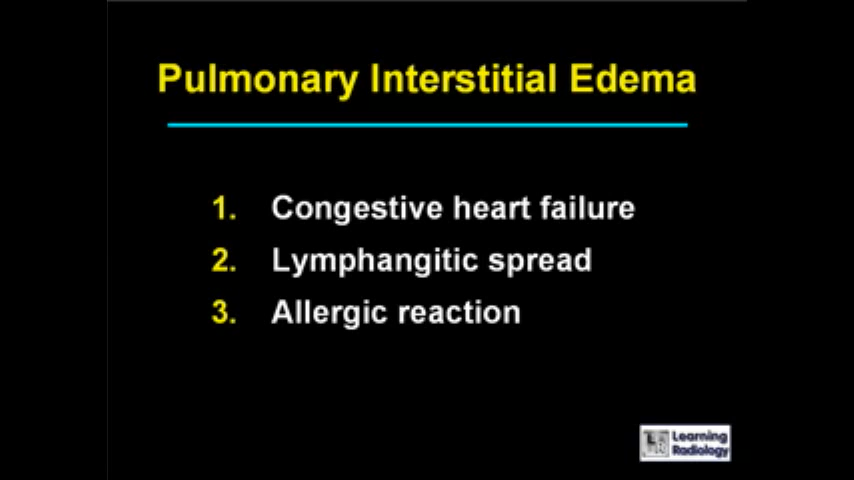 Pulmonary Interstitial Edema
1. Congestive heart failure
2. Lymphangitic spread
3. Allergic reaction
Learning
Radiology